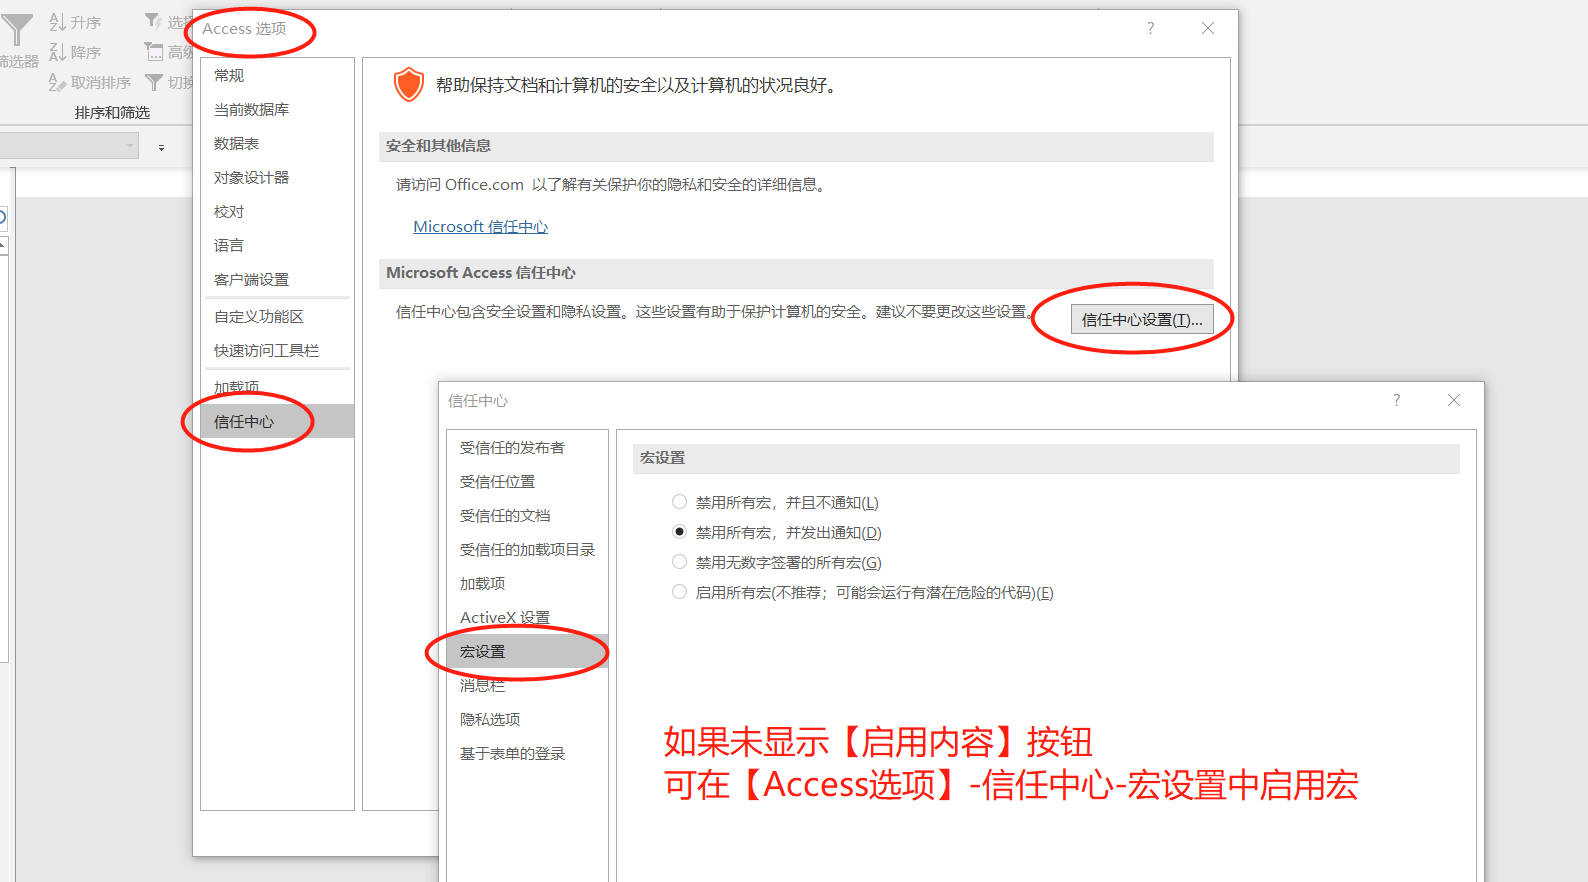 升序
选择
降序
高级
筛选器
取消排序
切换
排序和筛选
Access 选项
常规
当前数据库
数据表
对象设计器
校对
语言
客户端设置
自定义功能区
快速访问工具栏
加载项
信任中心
帮助保持文档和计算机的安全以及计算机的状况良好。
安全和其他信息
请访问 Office.com 以了解有关保护你的隐私和安全的详细信息。
Microsoft 信任中心
Microsoft Access 信任中心
信任中心包含安全设置和隐私设置。这些设置有助于保护计算机的安全。建议不要更改这些设置。
信任中心设置(T)...
信任中心
受信任的发布者
受信任位置
受信任的文档
受信任的加载项目录
加载项
ActiveX 设置
宏设置
消息栏
隐私选项
基于表单的登录
宏设置
禁用所有宏，并且不通知(L)
禁用所有宏，并发出通知(D)
禁用无数字签署的所有宏(G)
启用所有宏(不推荐；可能会运行有潜在危险的代码)(E)
如果未显示【启用内容】按钮
可在【Access选项】-信任中心-宏设置中启用宏